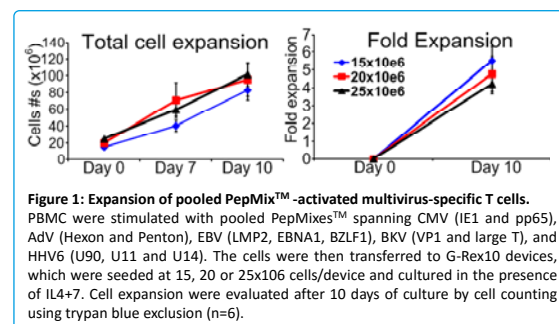 Total cell expansion
Cells #s (x10⁶)
140
120
100
80
60
40
20
0
Day 0 Day 7 Day 10
Fold Expansion
Fold expansion
7
6
5
4
3
2
1
0
15x10e6
20x10e6
25x10e6
Day 0 Day 10
Figure 1: Expansion of pooled PepMix™ -activated multivirus-specific T cells.
PBMC were stimulated with pooled PepMixes™ spanning CMV (IE1 and pp65),
AdV (Hexon and Penton), EBV (LMP2, EBNA1, BZLF1), BKV (VP1 and large T), and
HHV6 (U90, U11 and U14). The cells were then transferred to G-Rex10 devices,
which were seeded at 15, 20 or 25x106 cells/device and cultured in the presence
of IL4+7. Cell expansion were evaluated after 10 days of culture by cell counting
using trypan blue exclusion (n=6).